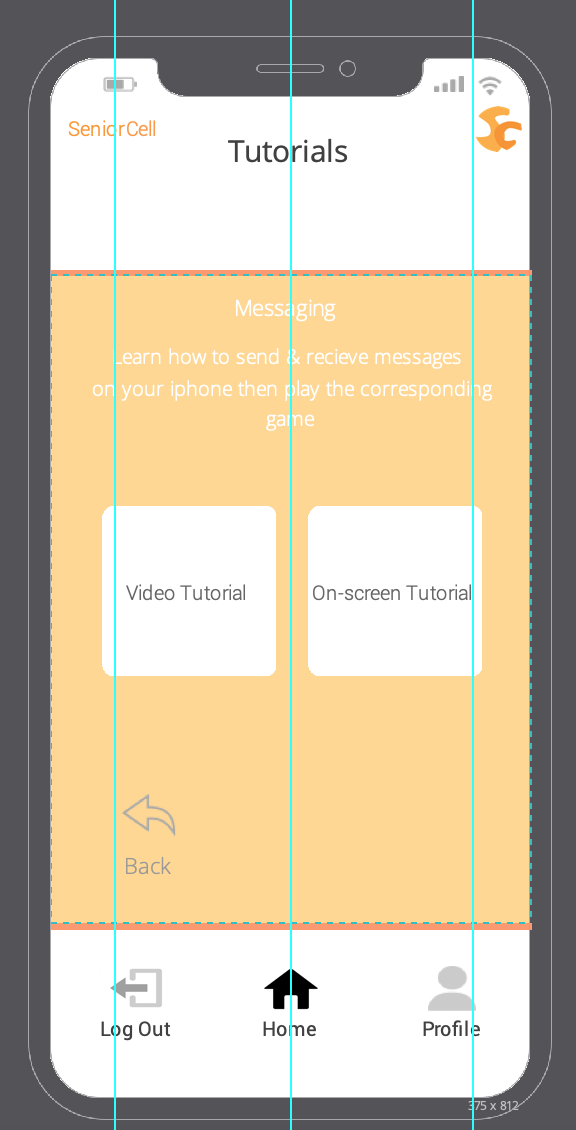 SeniorCell
Tutorials
Messaging
Learn how to send & recieve messages
on your iphone then play the corresponding
game
Video Tutorial
On-screen Tutorial
Back
Log Out
Home
Profile
375 x 812